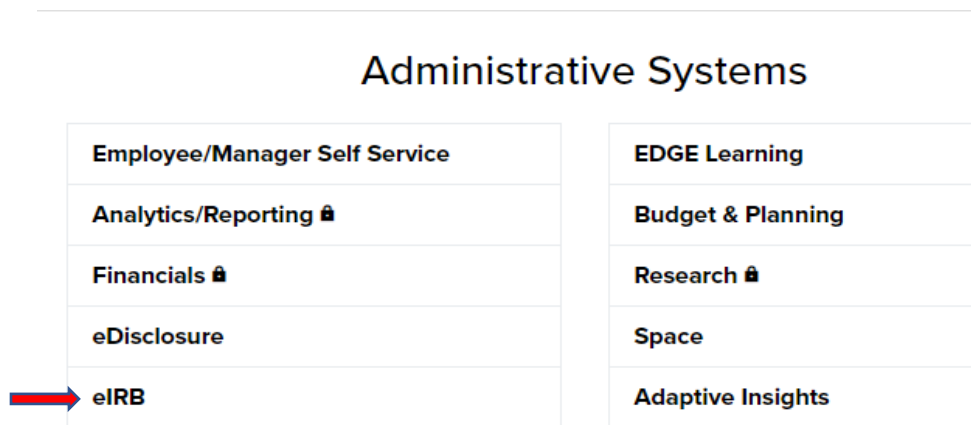 Administrative Systems
Employee/Manager Self Service
Analytics/Reporting
Financials
eDisclosure
eIRB
EDGE Learning
Budget & Planning
Research
Space
Adaptive Insights